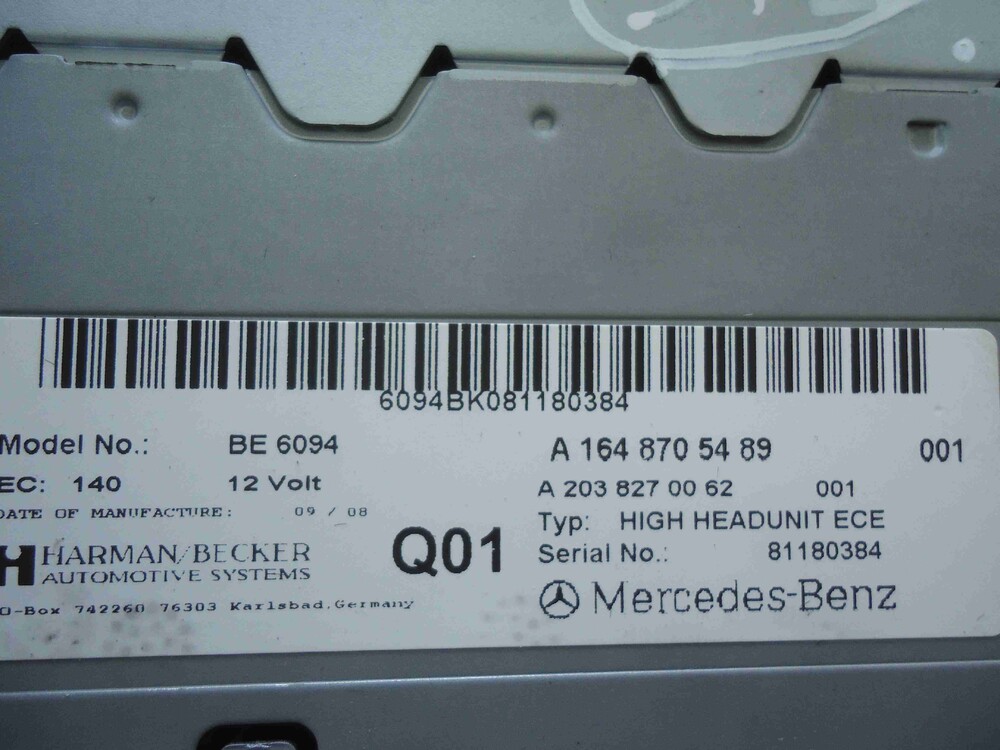 6094BK081180384
Model No.: BE 6094
A 164 870 54 89 001
EC: 140 12 Volt
A 203 827 00 62 001
DATE OF MANUFACTURE: 09 / 08
Typ: HIGH HEADUNIT ECE
Q01
HARMAN/BECKER
AUTOMOTIVE SYSTEMS
Serial No.: 81180384
O-Box 742260 76303 Karlsbad,Germany
Mercedes-Benz